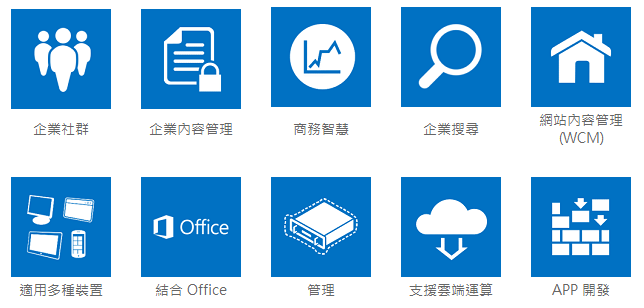 企業社群
企業內容管理
商務智慧
企業搜尋
網站內容管理
(WCM)
Office
適用多種裝置
結合 Office
管理
支援雲端運算
APP 開發